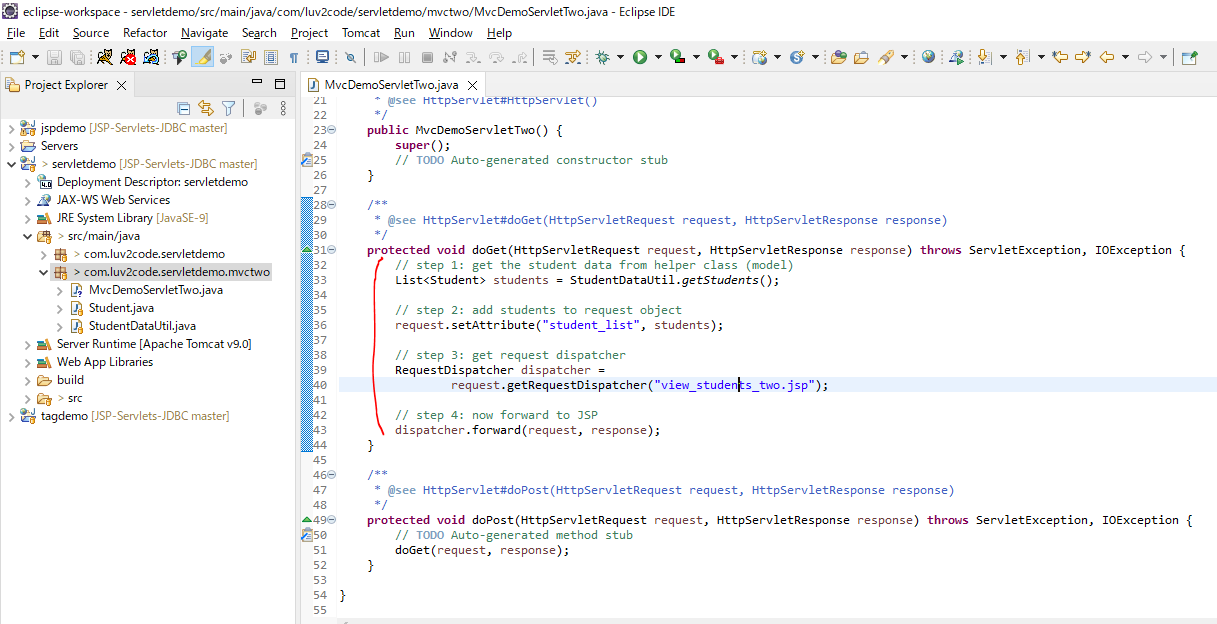 eclipse-workspace - servletdemo/src/main/java/com/luv2code/servletdemo/mvctwo/MvcDemoServletTwo.java - Eclipse IDE
File Edit Source Refactor Navigate Search Project Tomcat Run Window Help
Project Explorer
jspdemo [JSP-Servlets-JDBC master]
Servers
> servletdemo [JSP-Servlets-JDBC master]
Deployment Descriptor: servletdemo
JAX-WS Web Services
JRE System Library [JavaSE-9]
> src/main/java
> com.luv2code.servletdemo
> com.luv2code.servletdemo.mvctwo
MvcDemoServletTwo.java
Student.java
StudentDataUtil.java
Server Runtime [Apache Tomcat v9.0]
Web App Libraries
build
> src
tagdemo [JSP-Servlets-JDBC master]
MvcDemoServletTwo.java
21 * @see HttpServlet#HttpServlet()
22 */
23 public MvcDemoServletTwo() {
24 super();
25 // TODO Auto-generated constructor stub
26 }
27
28 /**
29 * @see HttpServlet#doGet(HttpServletRequest request, HttpServletResponse response)
30 */
31 protected void doGet(HttpServletRequest request, HttpServletResponse response) throws ServletException, IOException {
32 // step 1: get the student data from helper class (model)
33 List<Student> students = StudentDataUtil.getStudents();
34
35 // step 2: add students to request object
36 request.setAttribute("student_list", students);
37
38 // step 3: get request dispatcher
39 RequestDispatcher dispatcher =
40 request.getRequestDispatcher("view_students_two.jsp");
41
42 // step 4: now forward to JSP
43 dispatcher.forward(request, response);
44 }
45
46 /**
47 * @see HttpServlet#doPost(HttpServletRequest request, HttpServletResponse response)
48 */
49 protected void doPost(HttpServletRequest request, HttpServletResponse response) throws ServletException, IOException {
50 // TODO Auto-generated method stub
51 doGet(request, response);
52 }
53
54 }
55